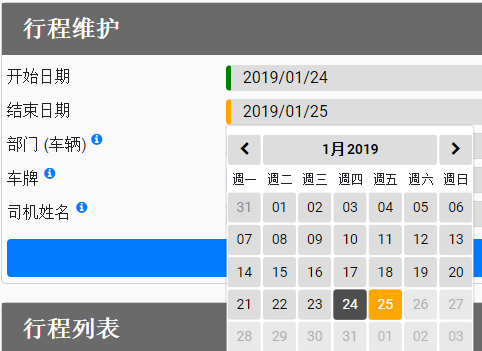 行程维护
开始日期 2019/01/24
结束日期 2019/01/25
部门 (车辆)
车牌
司机姓名
1月2019
週一 週二 週三 週四 週五 週六 週日
31 01 02 03 04 05 06
07 08 09 10 11 12 13
14 15 16 17 18 19 20
21 22 23 24 25 26 27
28 29 30 31 01 02 03
行程列表